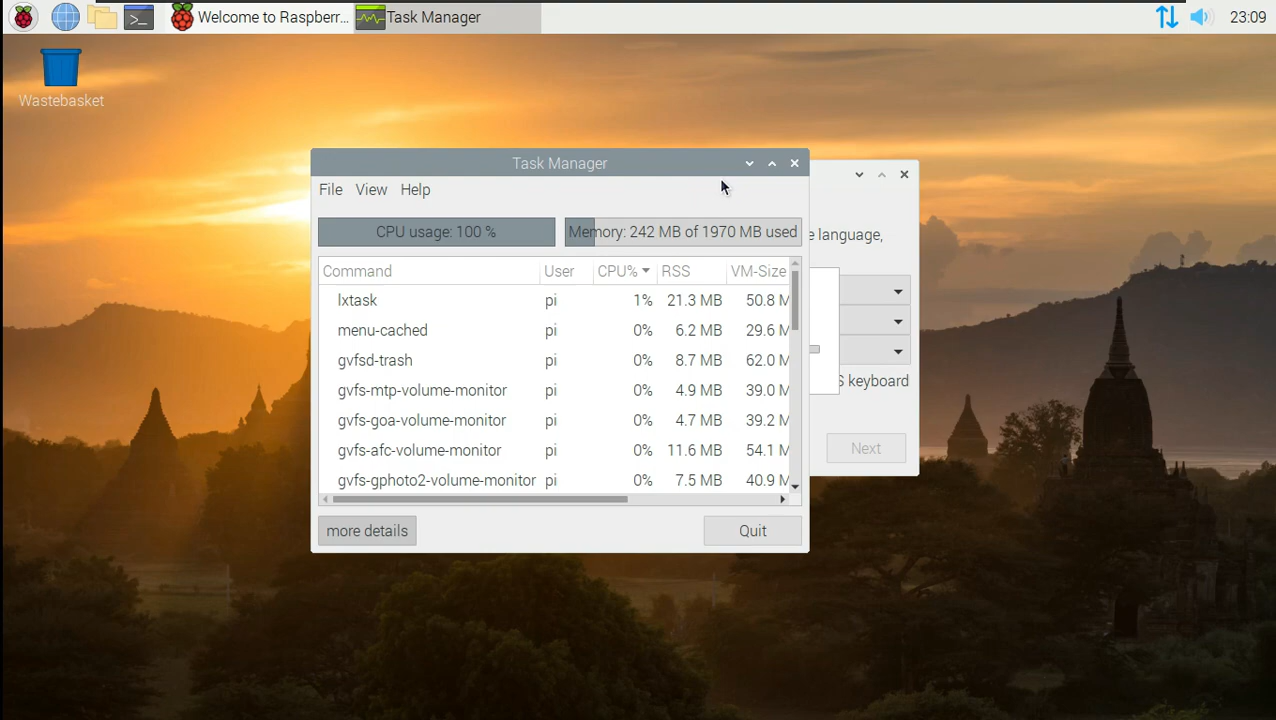 Welcome to Raspberr...
Task Manager
23:09
Wastebasket
Task Manager
File View Help
e language,
CPU usage: 100 %
Memory: 242 MB of 1970 MB used
Command User CPU% RSS VM-Size
lxtask pi 1% 21.3 MB 50.8 M
menu-cached pi 0% 6.2 MB 29.6 M
gvfsd-trash pi 0% 8.7 MB 62.0 M
gvfs-mtp-volume-monitor pi 0% 4.9 MB 39.0 M
gvfs-goa-volume-monitor pi 0% 4.7 MB 39.2 M
gvfs-afc-volume-monitor pi 0% 11.6 MB 54.1 M
gvfs-gphoto2-volume-monitor pi 0% 7.5 MB 40.9 M
S keyboard
Next
more details
Quit